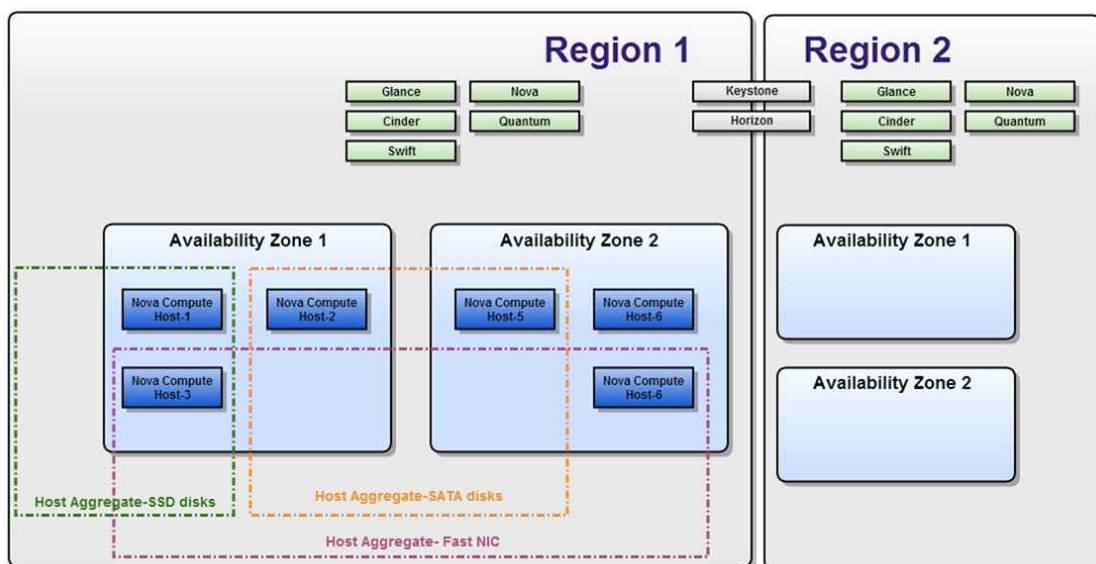 Region 1
Region 2
Glance
Nova
Cinder
Quantum
Swift
Keystone
Horizon
Glance
Nova
Cinder
Quantum
Swift
Availability Zone 1
Nova Compute
Host-1
Nova Compute
Host-2
Nova Compute
Host-3
Availability Zone 2
Nova Compute
Host-5
Nova Compute
Host-6
Nova Compute
Host-6
Host Aggregate-SSD disks
Host Aggregate-SATA disks
Host Aggregate- Fast NIC
Availability Zone 1
Availability Zone 2